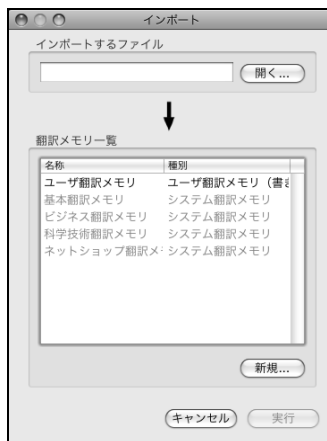 インポート
インポートするファイル
開く...
翻訳メモリ一覧
名称 種別
ユーザ翻訳メモリ ユーザ翻訳メモリ（書き
基本翻訳メモリ システム翻訳メモリ
ビジネス翻訳メモリ システム翻訳メモリ
科学技術翻訳メモリ システム翻訳メモリ
ネットショップ翻訳メ システム翻訳メモリ
新規...
キャンセル 実行